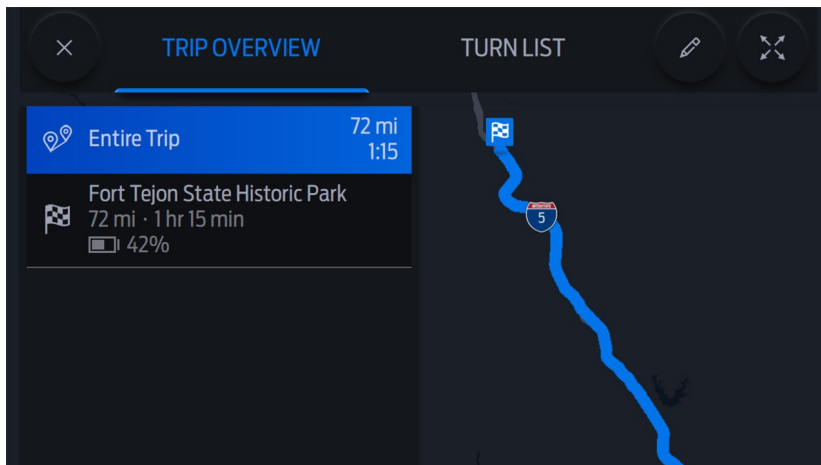 TRIP OVERVIEW
TURN LIST
Entire Trip
72 mi
1:15
Fort Tejon State Historic Park
72 mi · 1 hr 15 min
42%
INTERSTATE
5